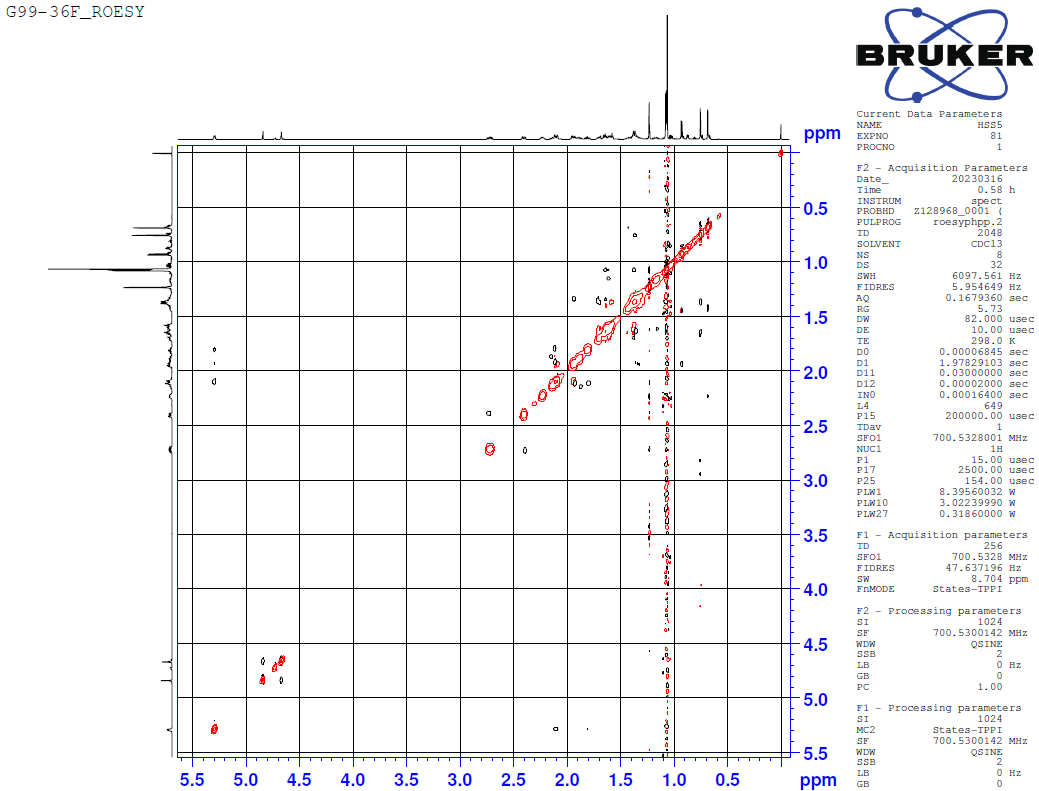 G99-36F_ROESY
BRUKER
ppm
0.5
1.0
1.5
2.0
2.5
3.0
3.5
4.0
4.5
5.0
5.5
5.5 5.0 4.5 4.0 3.5 3.0 2.5 2.0 1.5 1.0 0.5 ppm
Current Data Parameters
NAME HSS5
EXPNO 81
PROCNO 1
F2 - Acquisition Parameters
Date_ 20230316
Time 0.58 h
INSTRUM spect
PROBHD Z128968_0001 (
PULPROG roesyphpp.2
TD 2048
SOLVENT CDCl3
NS 8
DS 32
SWH 6097.561 Hz
FIDRES 5.954649 Hz
AQ 0.1679360 sec
RG 5.73
DW 82.000 usec
DE 10.00 usec
TE 298.0 K
D0 0.00006845 sec
D1 1.97829103 sec
D11 0.03000000 sec
D12 0.00002000 sec
IN0 0.00016400 sec
L4 649
P15 200000.00 usec
TDav 1
SFO1 700.5328001 MHz
NUC1 1H
P1 15.00 usec
P17 2500.00 usec
P25 154.00 usec
PLW1 8.39560032 W
PLW10 3.02239990 W
PLW27 0.31860000 W
F1 - Acquisition parameters
TD 256
SFO1 700.5328 MHz
FIDRES 47.637196 Hz
SW 8.704 ppm
FnMODE States-TPPI
F2 - Processing parameters
SI 1024
SF 700.5300142 MHz
WDW QSINE
SSB 2
LB 0 Hz
GB 0
PC 1.00
F1 - Processing parameters
SI 1024
MC2 States-TPPI
SF 700.5300142 MHz
WDW QSINE
SSB 2
LB 0 Hz
GB 0